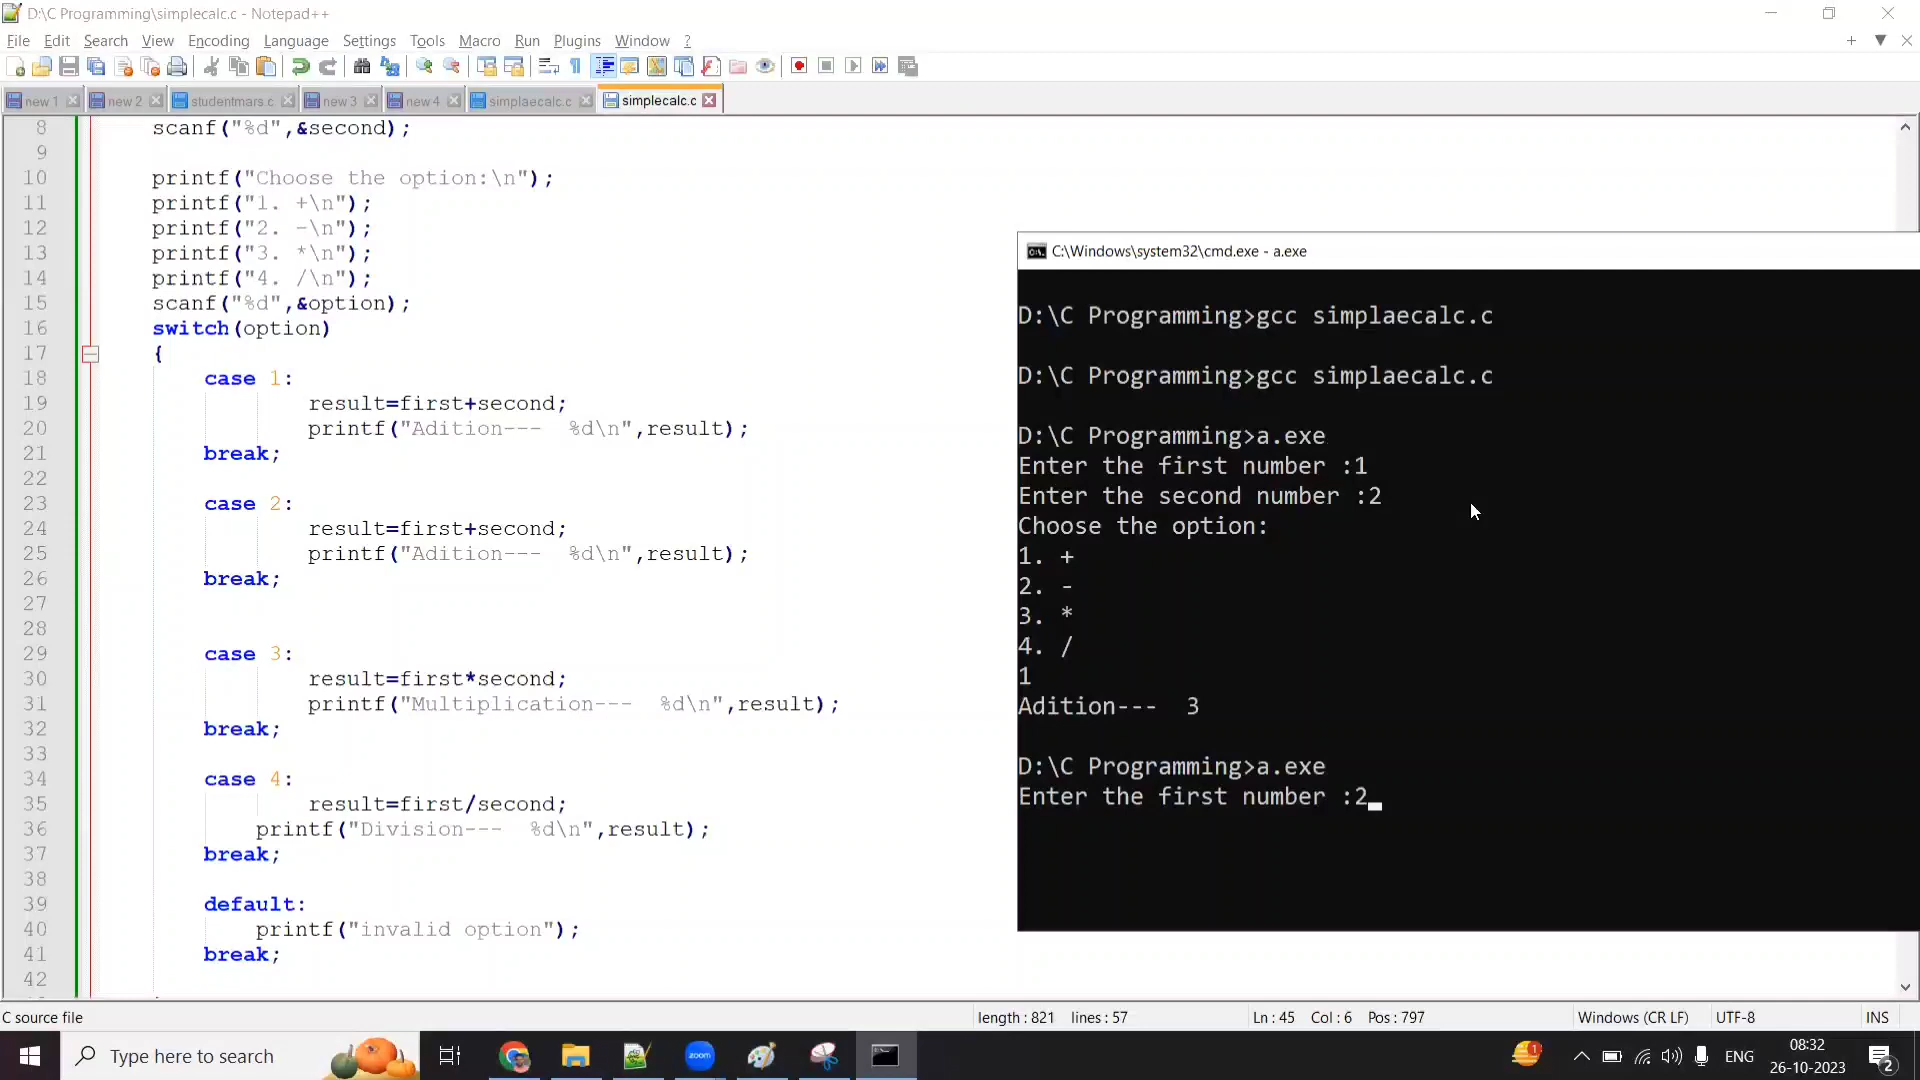 D:\C Programming\simplecalc.c - Notepad++
File Edit Search View Encoding Language Settings Tools Macro Run Plugins Window ?
new 1 new 2 studentmars.c new 3 new 4 simplaecalc.c simplecalc.c
8 scanf("%d",&second);
9
10 printf("Choose the option:\n");
11 printf("1. +\n");
12 printf("2. -\n");
13 printf("3. *\n");
14 printf("4. /\n");
15 scanf("%d",&option);
16 switch(option)
17 {
18 case 1:
19 result=first+second;
20 printf("Adition---  %d\n",result);
21 break;
22
23 case 2:
24 result=first+second;
25 printf("Adition---  %d\n",result);
26 break;
27
28
29 case 3:
30 result=first*second;
31 printf("Multiplication---  %d\n",result);
32 break;
33
34 case 4:
35 result=first/second;
36 printf("Division---  %d\n",result);
37 break;
38
39 default:
40 printf("invalid option");
41 break;
42
C:\Windows\system32\cmd.exe - a.exe
D:\C Programming>gcc simplaecalc.c
D:\C Programming>gcc simplaecalc.c
D:\C Programming>a.exe
Enter the first number :1
Enter the second number :2
Choose the option:
1. +
2. -
3. *
4. /
1
Adition---  3
D:\C Programming>a.exe
Enter the first number :2
C source file length : 821 lines : 57 Ln : 45 Col : 6 Pos : 797 Windows (CR LF) UTF-8 INS
Type here to search zoom 1 ENG 08:32 2
26-10-2023